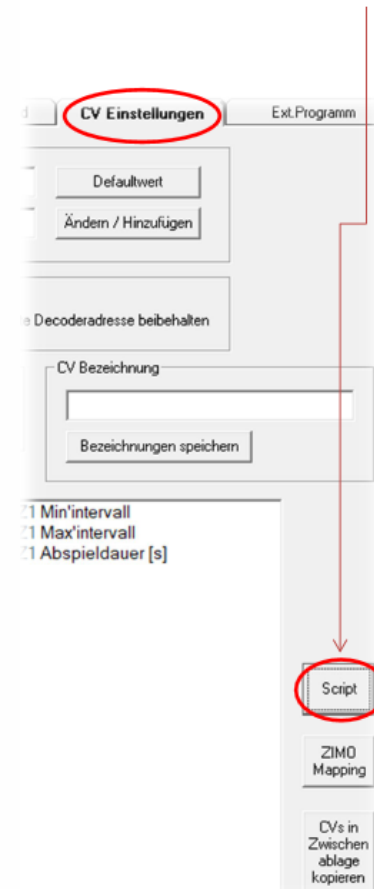 CV Einstellungen
Ext.Programm
Defaultwert
Ändern / Hinzufügen
Decoderadresse beibehalten
CV Bezeichnung
Bezeichnungen speichern
Z1 Min'intervall
Z1 Max'intervall
Z1 Abspieldauer [s]
Script
ZIMO
Mapping
CVs in
Zwischen
ablage
kopieren